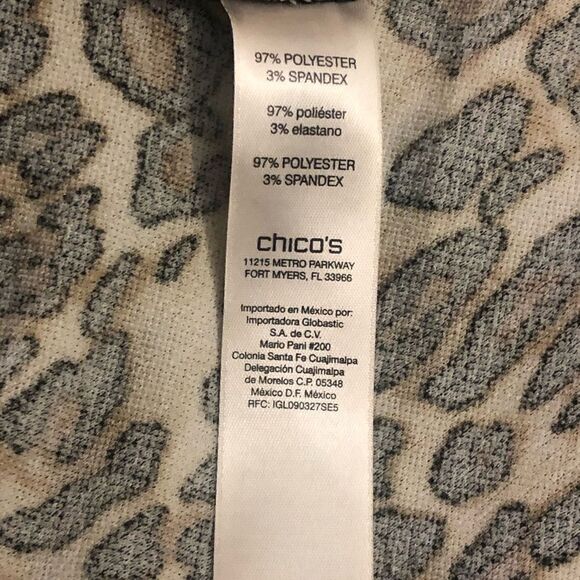 97% POLYESTER
3% SPANDEX
97% poliéster
3% elastano
97% POLYESTER
3% SPANDEX
chico's
11215 METRO PARKWAY
FORT MYERS, FL 33966
Importado en México por:
Importadora Globastic
S.A. de C.V.
Mario Pani #200
Colonia Santa Fe Cuajimalpa
Delegación Cuajimalpa
de Morelos C.P. 05348
México D.F. México
RFC: IGL090327SE5